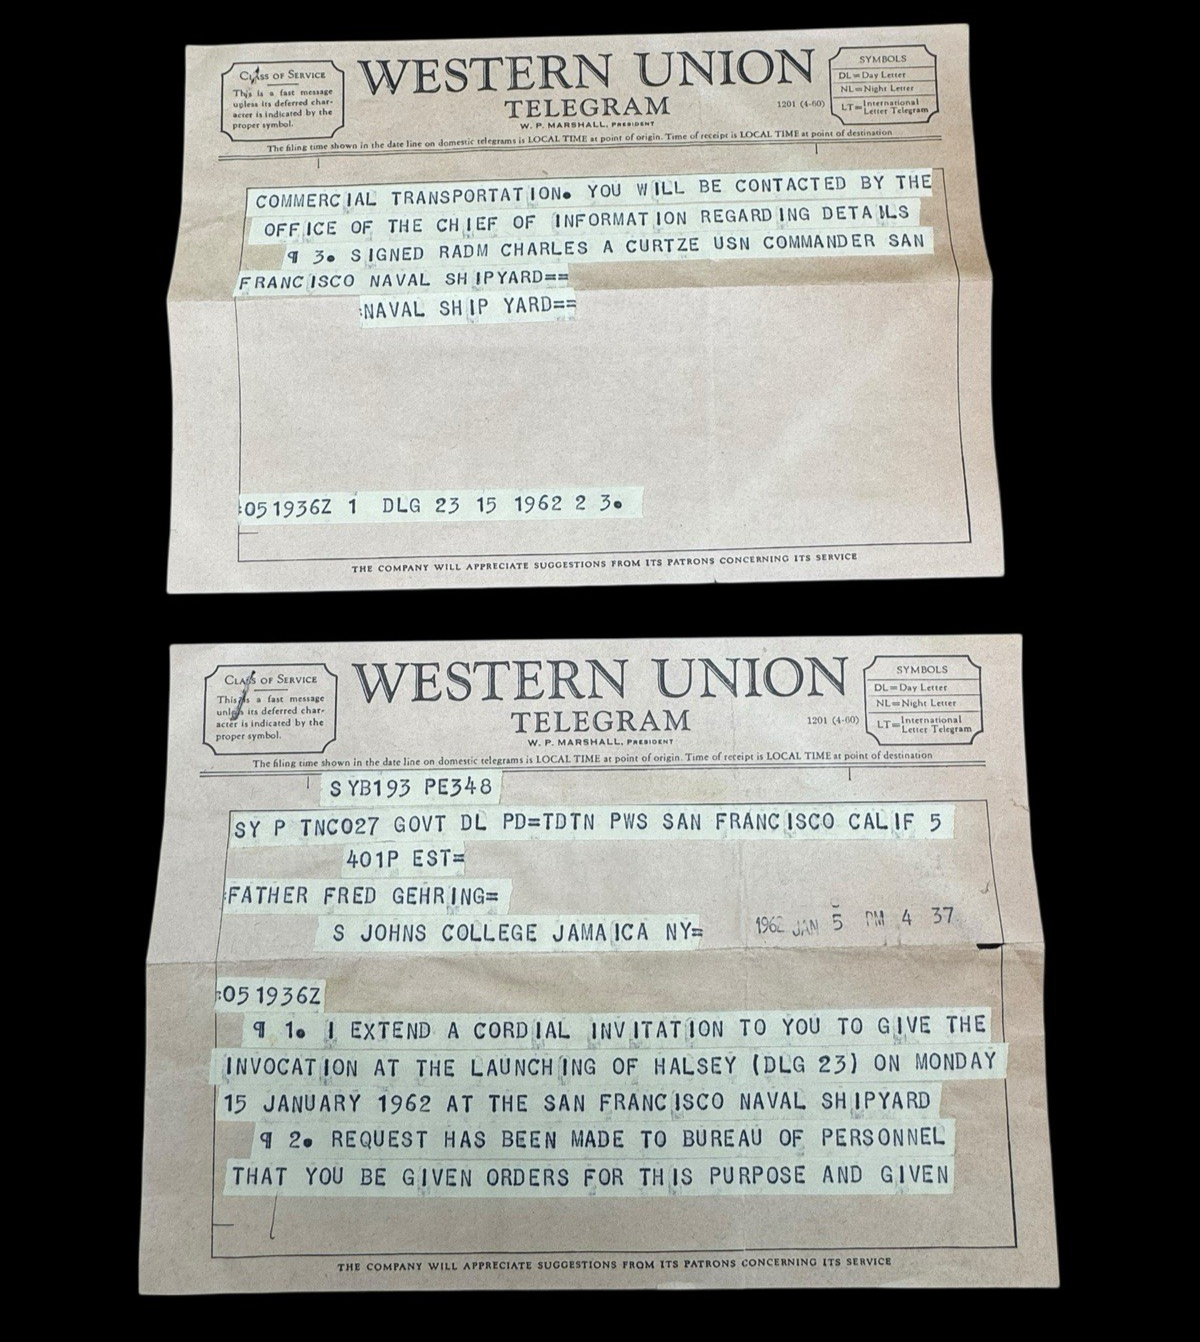 CLASS OF SERVICE
This is a fast message
unless its deferred char-
acter is indicated by the
proper symbol.
WESTERN UNION
TELEGRAM
W. P. MARSHALL, PRESIDENT
1201 (4-60)
SYMBOLS
DL=Day Letter
NL=Night Letter
LT=International Letter Telegram
The filing time shown in the date line on domestic telegrams is LOCAL TIME at point of origin. Time of receipt is LOCAL TIME at point of destination
COMMERCIAL TRANSPORTATION. YOU WILL BE CONTACTED BY THE
OFFICE OF THE CHIEF OF INFORMATION REGARDING DETAILS
¶ 3. SIGNED RADM CHARLES A CURTZE USN COMMANDER SAN
FRANCISCO NAVAL SHIPYARD==
:NAVAL SHIP YARD==
:051936Z 1 DLG 23 15 1962 2 3.
THE COMPANY WILL APPRECIATE SUGGESTIONS FROM ITS PATRONS CONCERNING ITS SERVICE
CLASS OF SERVICE
This is a fast message
unless its deferred char-
acter is indicated by the
proper symbol.
WESTERN UNION
TELEGRAM
W. P. MARSHALL, PRESIDENT
1201 (4-60)
SYMBOLS
DL=Day Letter
NL=Night Letter
LT=International Letter Telegram
The filing time shown in the date line on domestic telegrams is LOCAL TIME at point of origin. Time of receipt is LOCAL TIME at point of destination
SYB193 PE348
SY P TNC027 GOVT DL PD=TDTN PWS SAN FRANCISCO CALIF 5
401P EST=
:FATHER FRED GEHRING=
S JOHNS COLLEGE JAMAICA NY=
1962 JAN 5 PM 4 37
:051936Z
¶ 1. I EXTEND A CORDIAL INVITATION TO YOU TO GIVE THE
INVOCATION AT THE LAUNCHING OF HALSEY (DLG 23) ON MONDAY
15 JANUARY 1962 AT THE SAN FRANCISCO NAVAL SHIPYARD
¶ 2. REQUEST HAS BEEN MADE TO BUREAU OF PERSONNEL
THAT YOU BE GIVEN ORDERS FOR THIS PURPOSE AND GIVEN
THE COMPANY WILL APPRECIATE SUGGESTIONS FROM ITS PATRONS CONCERNING ITS SERVICE